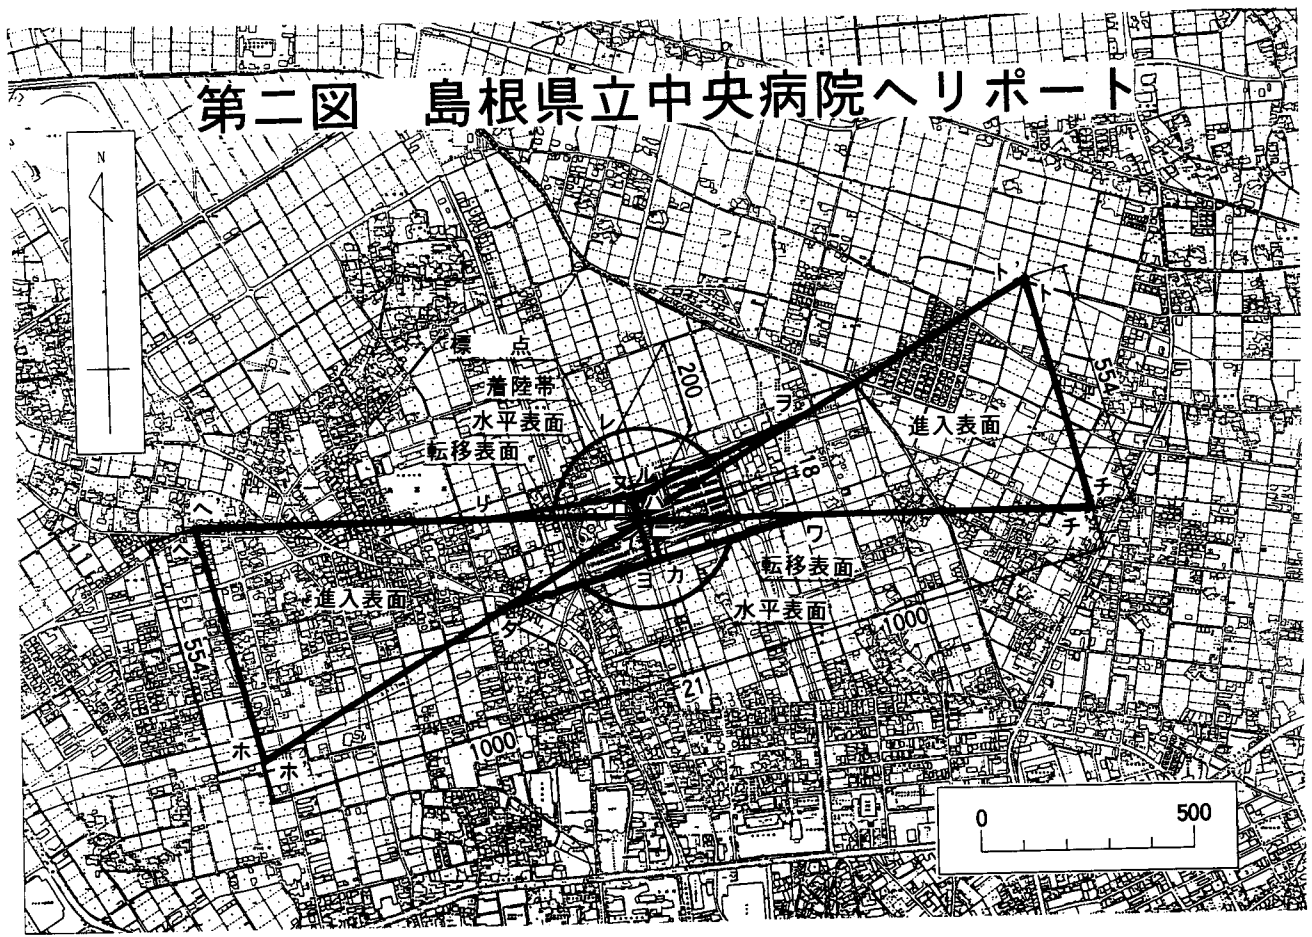 第二図 島根県立中央病院ヘリポート
N
ト'
ト
標 点
着陸帯
水平表面
転移表面
レ
200
ヲ
進入表面
554
18
リ
ヌ
ル
チ
チ'
ヘ
ヘ'
ワ
ヨ
カ
転移表面
進入表面
水平表面
タ
1000
554
21
ホ
ホ'
1000
0
500